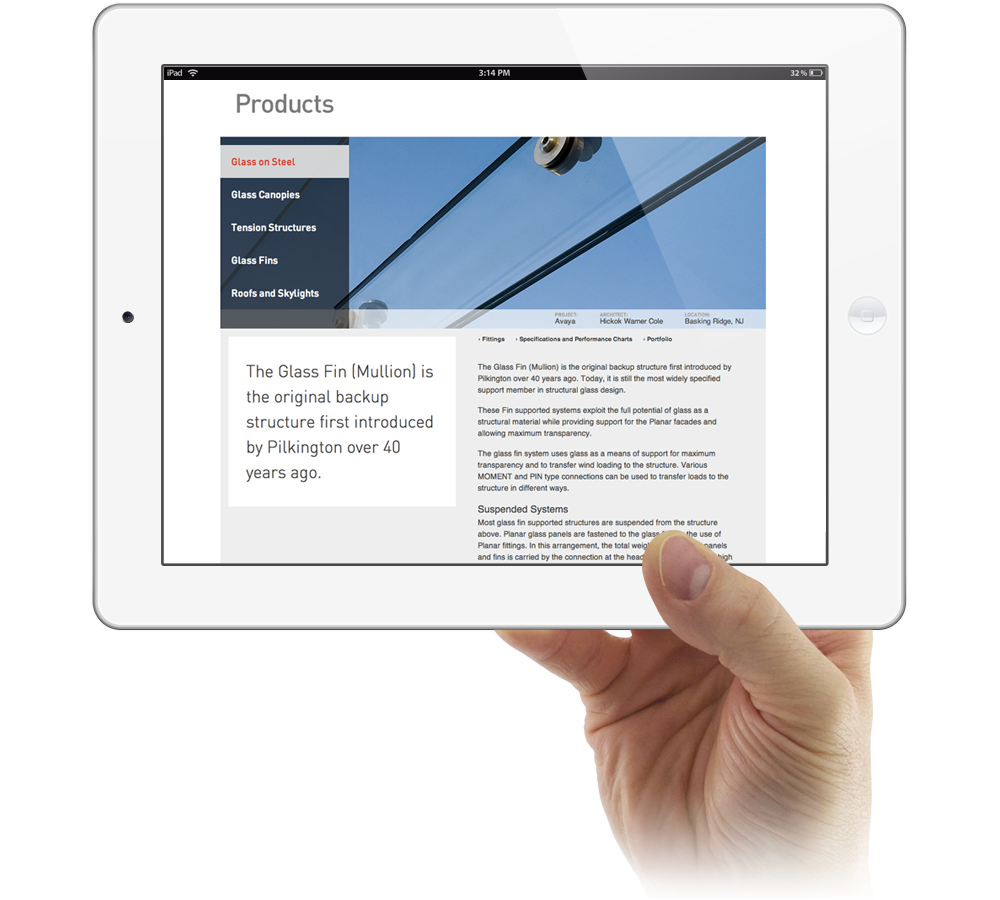 iPad 3:14 PM 32%
Products
Glass on Steel
Glass Canopies
Tension Structures
Glass Fins
Roofs and Skylights
PROJECT: ARCHITECT: LOCATION:
Avaya Hickok Warner Cole Basking Ridge, NJ
› Fittings › Specifications and Performance Charts › Portfolio
The Glass Fin (Mullion) is
the original backup
structure first introduced
by Pilkington over 40
years ago.
The Glass Fin (Mullion) is the original backup structure first introduced by
Pilkington over 40 years ago. Today, it is still the most widely specified
support member in structural glass design.
These Fin supported systems exploit the full potential of glass as a
structural material while providing support for the Planar facades and
allowing maximum transparency.
The glass fin system uses glass as a means of support for maximum
transparency and to transfer wind loading to the structure. Various
MOMENT and PIN type connections can be used to transfer loads to the
structure in different ways.
Suspended Systems
Most glass fin supported structures are suspended from the structure
above. Planar glass panels are fastened to the glass the use of
Planar fittings. In this arrangement, the total panels
and fins is carried by the connection at the high